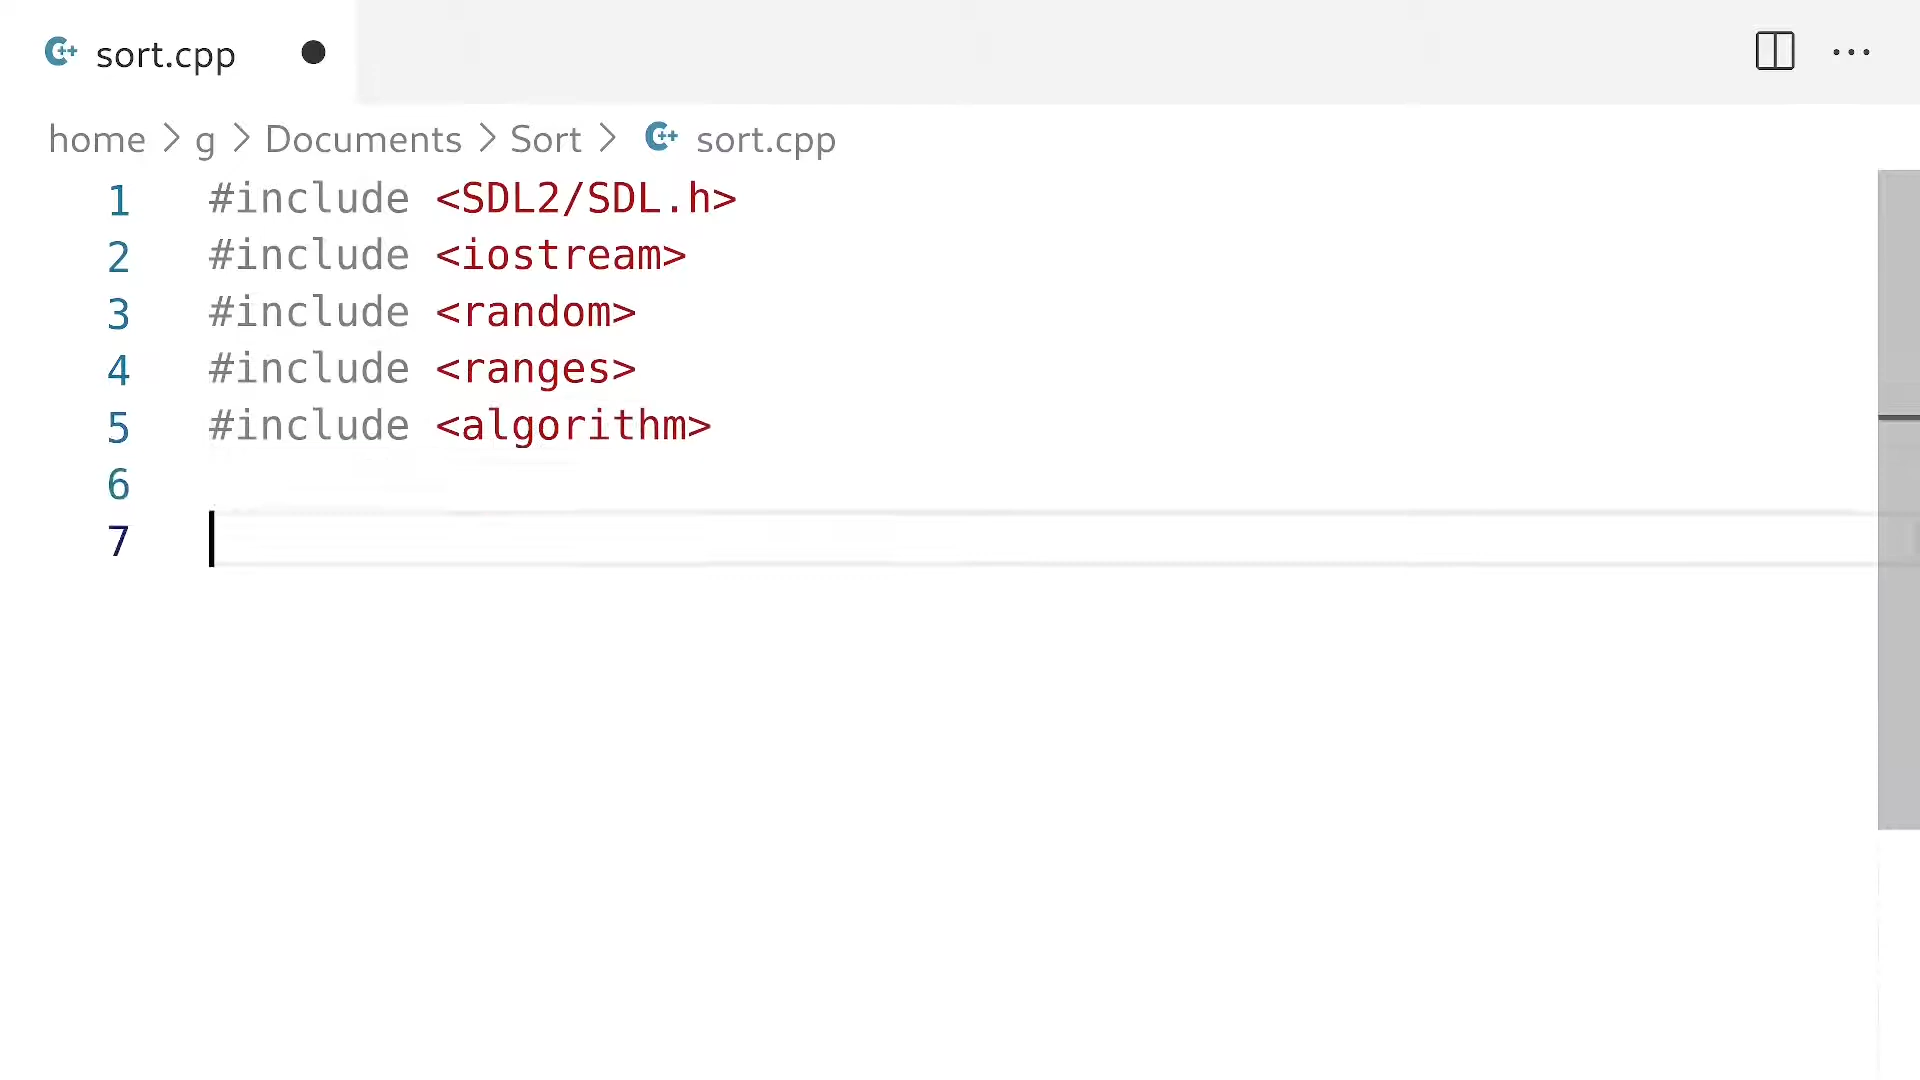 sort.cpp
home > g > Documents > Sort > sort.cpp
1 #include <SDL2/SDL.h>
2 #include <iostream>
3 #include <random>
4 #include <ranges>
5 #include <algorithm>
6
7